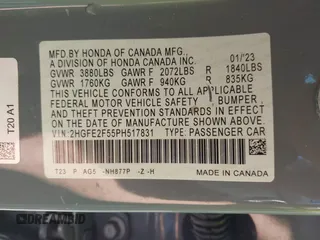 MFD. BY HONDA OF CANADA MFG.,
A DIVISION OF HONDA CANADA INC. 01/'23
GVWR 3880LBS GAWR F 2072LBS R 1840LBS
GVWR 1760KG GAWR F 940KG R 835KG
THIS VEHICLE CONFORMS TO ALL APPLICABLE
FEDERAL MOTOR VEHICLE SAFETY, BUMPER,
AND THEFT PREVENTION STANDARDS IN EFFECT
ON THE DATE OF MANUFACTURE SHOWN ABOVE.
V.I.N:2HGFE2F55PH517831 TYPE:PASSENGER CAR
T23 P AG5 -NH877P -Z-H
MADE IN CANADA
T20 A1
DREAMBID